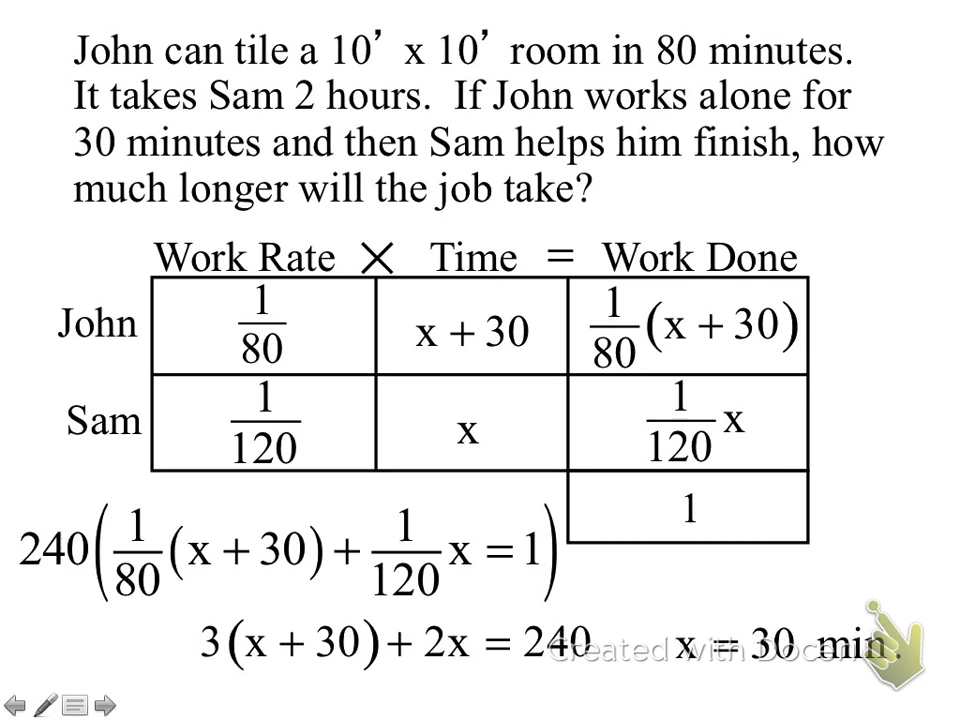 John can tile a 10’ x 10’ room in 80 minutes.
It takes Sam 2 hours. If John works alone for
30 minutes and then Sam helps him finish, how
much longer will the job take?
Work Rate × Time = Work Done
John 1/80 x + 30 1/80 (x + 30)
Sam 1/120 x 1/120 x
1
240(1/80 (x + 30) + 1/120 x = 1)
3(x + 30) + 2x = 240 x = 30 min.
Created with Doceri